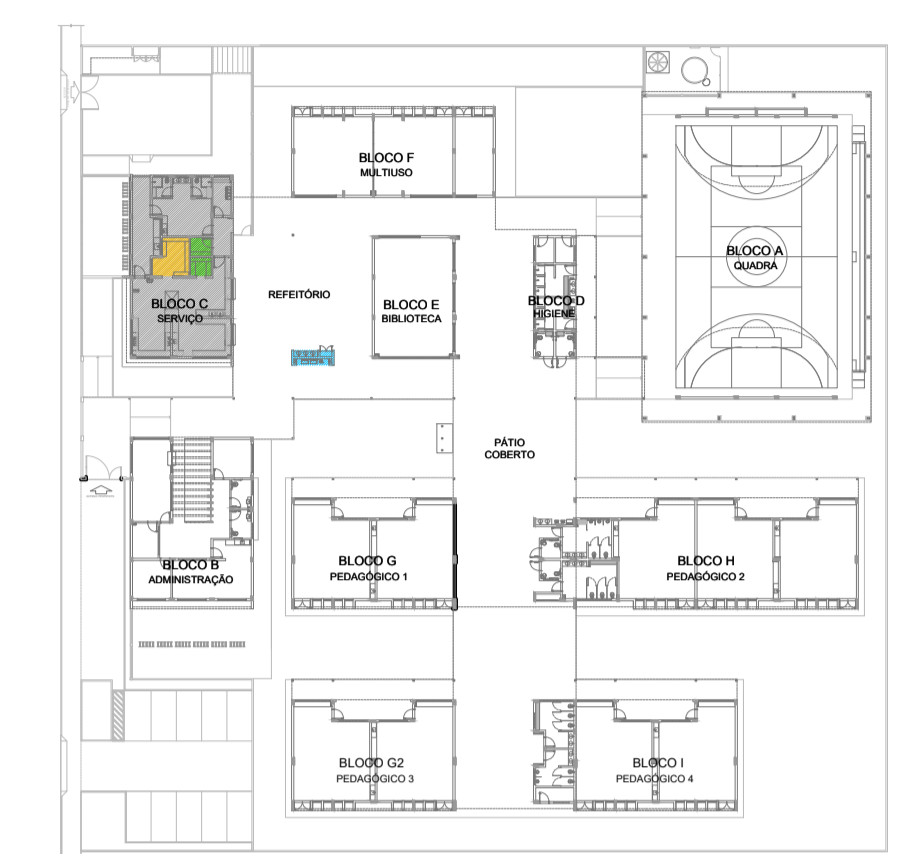 BLOCO F
MULTIUSO
BLOCO A
QUADRA
REFEITÓRIO
BLOCO C
SERVIÇO
BLOCO E
BIBLIOTECA
BLOCO D
HIGIENE
PÁTIO
COBERTO
BLOCO B
ADMINISTRAÇÃO
BLOCO G
PEDAGÓGICO 1
BLOCO H
PEDAGÓGICO 2
BLOCO G2
PEDAGÓGICO 3
BLOCO I
PEDAGÓGICO 4